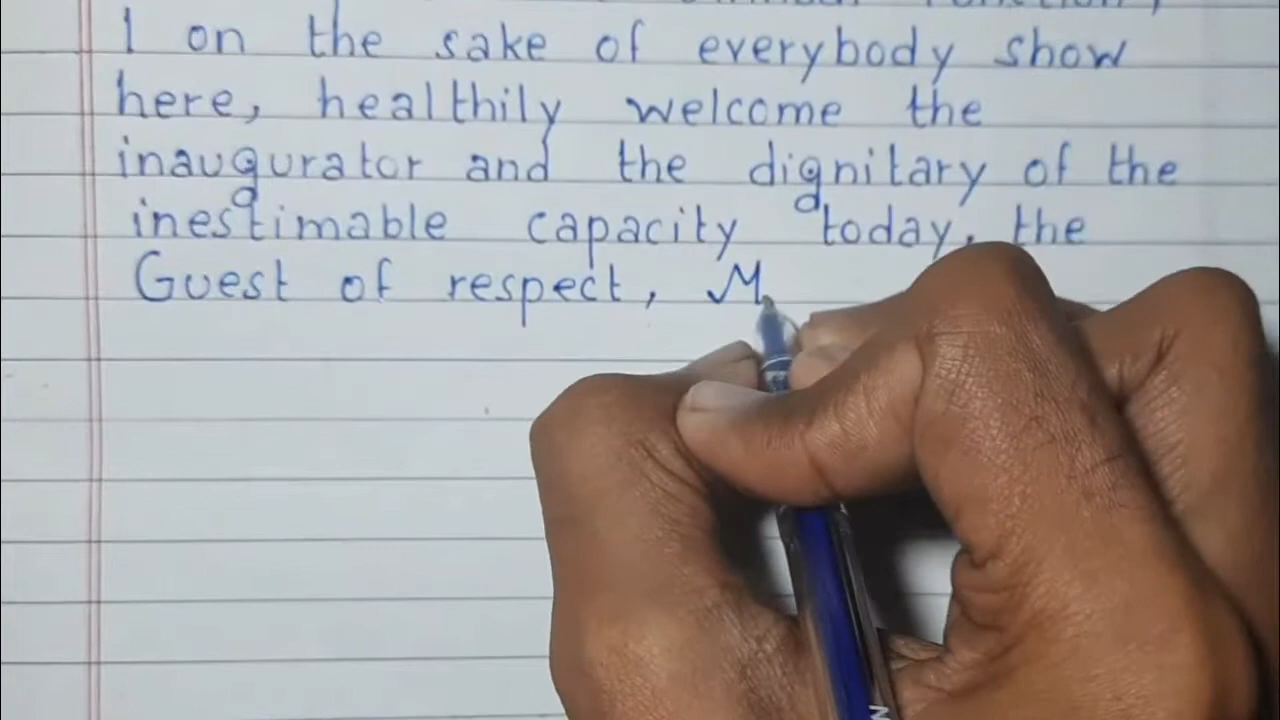 I on the sake of everybody show
here, healthily welcome the
inaugurator and the dignitary of the
inestimable capacity today, the
Guest of respect, M